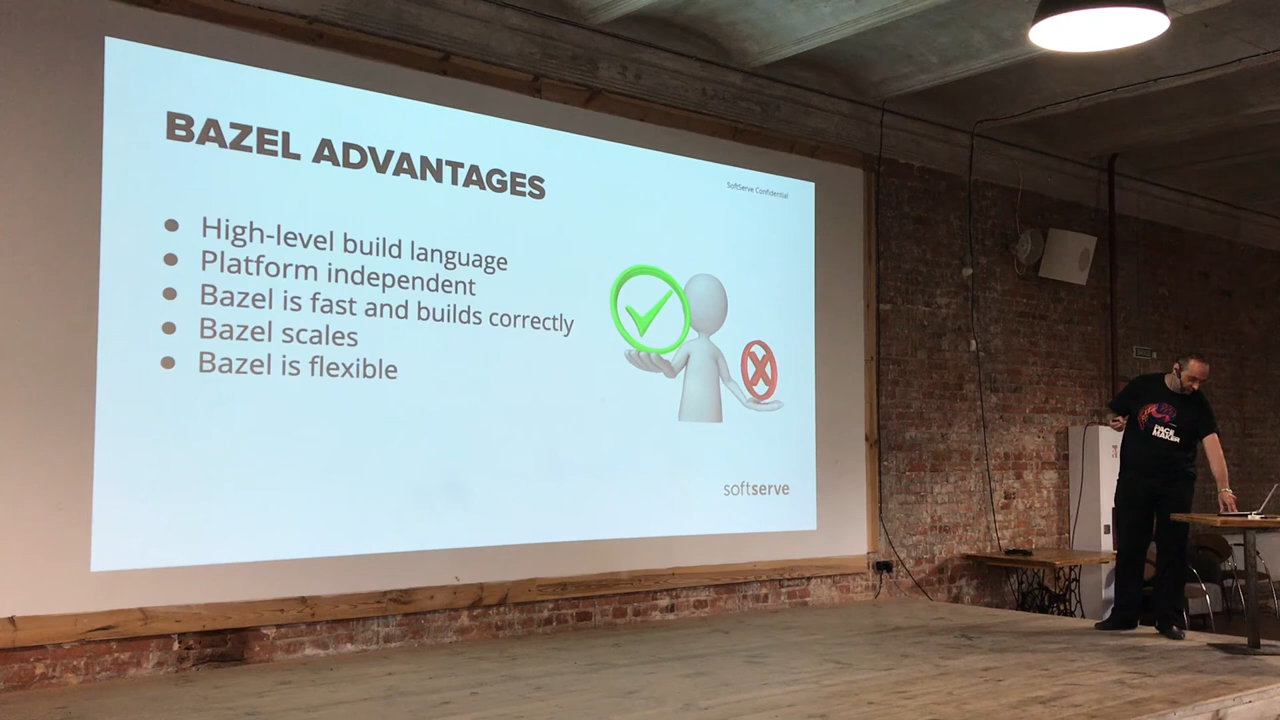 BAZEL ADVANTAGES
SoftServe Confidential
• High-level build language
• Platform independent
• Bazel is fast and builds correctly
• Bazel scales
• Bazel is flexible
softserve
PACE
MAKER